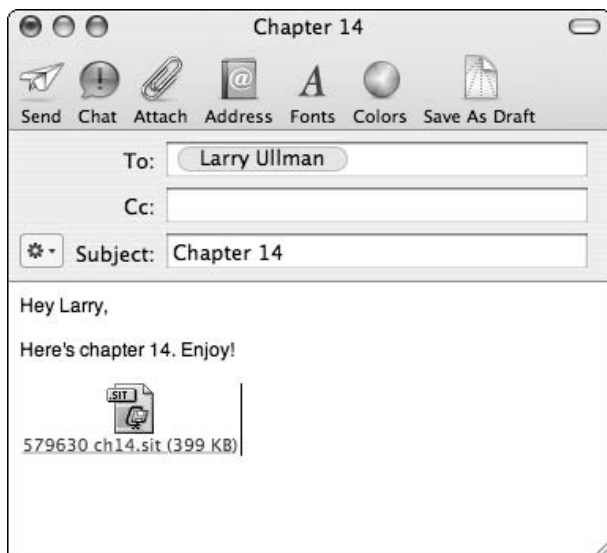 Chapter 14
Send Chat Attach Address Fonts Colors Save As Draft
To: Larry Ullman
Cc:
Subject: Chapter 14
Hey Larry,
Here's chapter 14. Enjoy!
.SIT
579630 ch14.sit (399 KB)